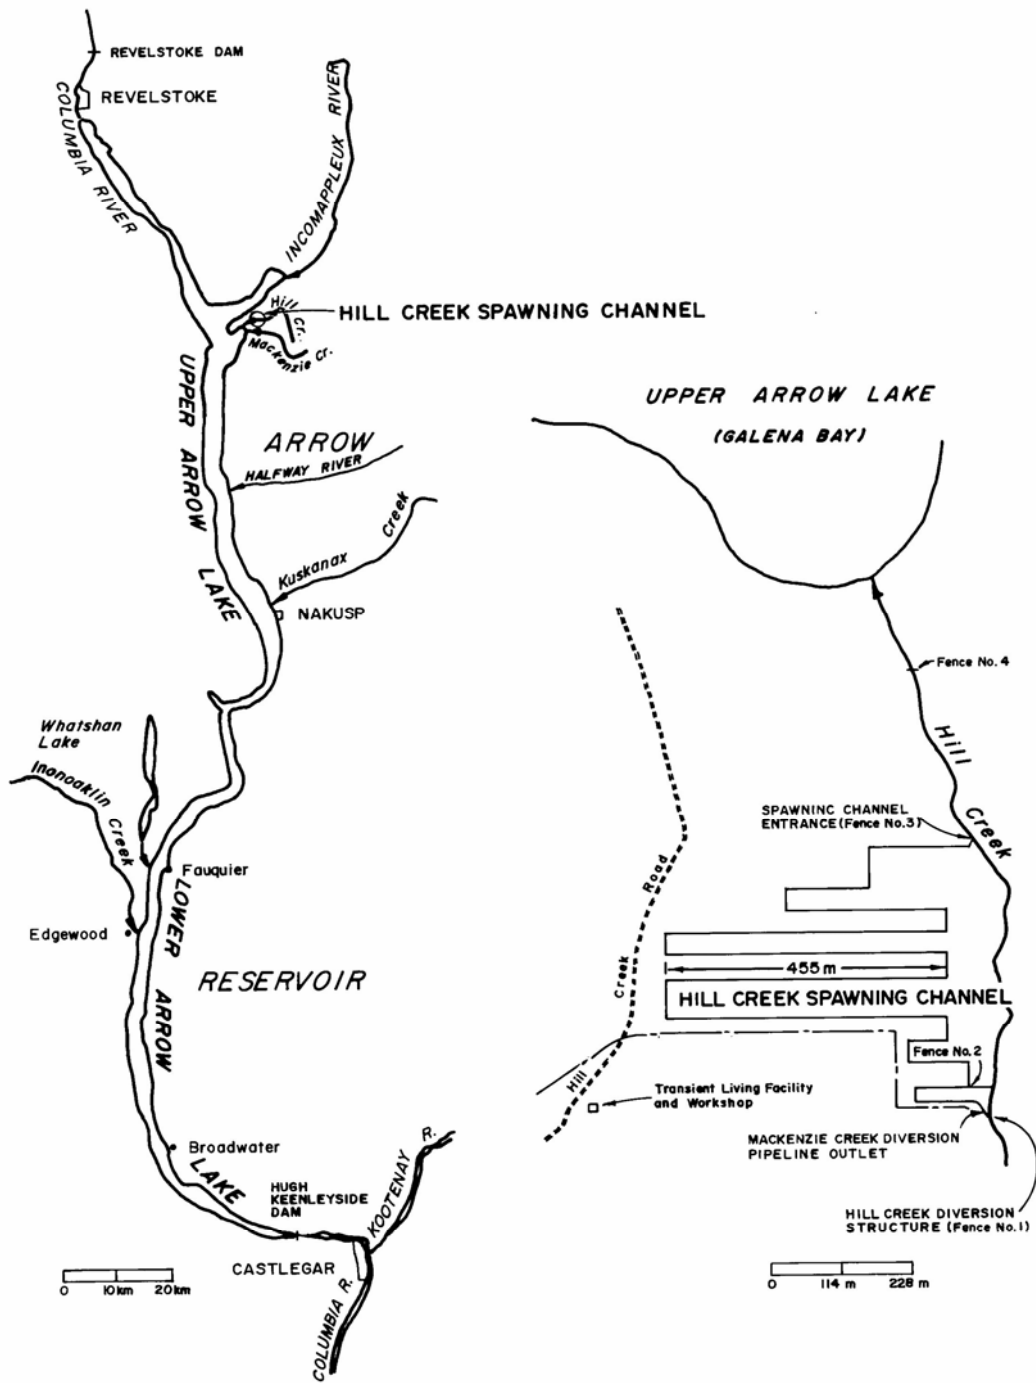 REVELSTOKE DAM
REVELSTOKE
COLUMBIA RIVER
INCOMAPPLEUX RIVER
Hill Cr.
HILL CREEK SPAWNING CHANNEL
Mackenzie Cr.
UPPER ARROW LAKE
ARROW
HALFWAY RIVER
Kuskanax Creek
NAKUSP
Whatshan
Lake
Inonoaklin Creek
Fauquier
Edgewood
LOWER ARROW LAKE
RESERVOIR
Broadwater
HUGH
KEENLEYSIDE
DAM
KOOTENAY R.
CASTLEGAR
COLUMBIA R.
0 10km 20km
UPPER ARROW LAKE
(GALENA BAY)
Fence No. 4
Hill Creek
SPAWNING CHANNEL
ENTRANCE (Fence No.3)
Hill Creek Road
455 m
HILL CREEK SPAWNING CHANNEL
Fence No. 2
Transient Living Facility
and Workshop
MACKENZIE CREEK DIVERSION
PIPELINE OUTLET
HILL CREEK DIVERSION
STRUCTURE (Fence No.1)
0 114 m 228 m